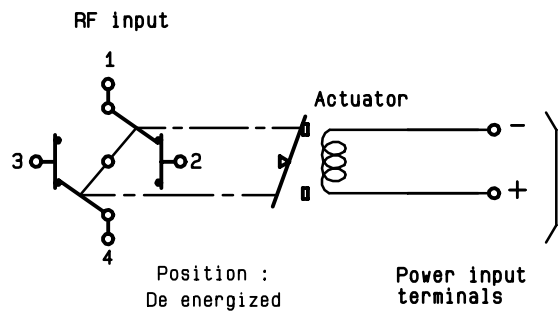 RF input
1
Actuator
-
3
2
+
4
Position :
De energized
Power input
terminals